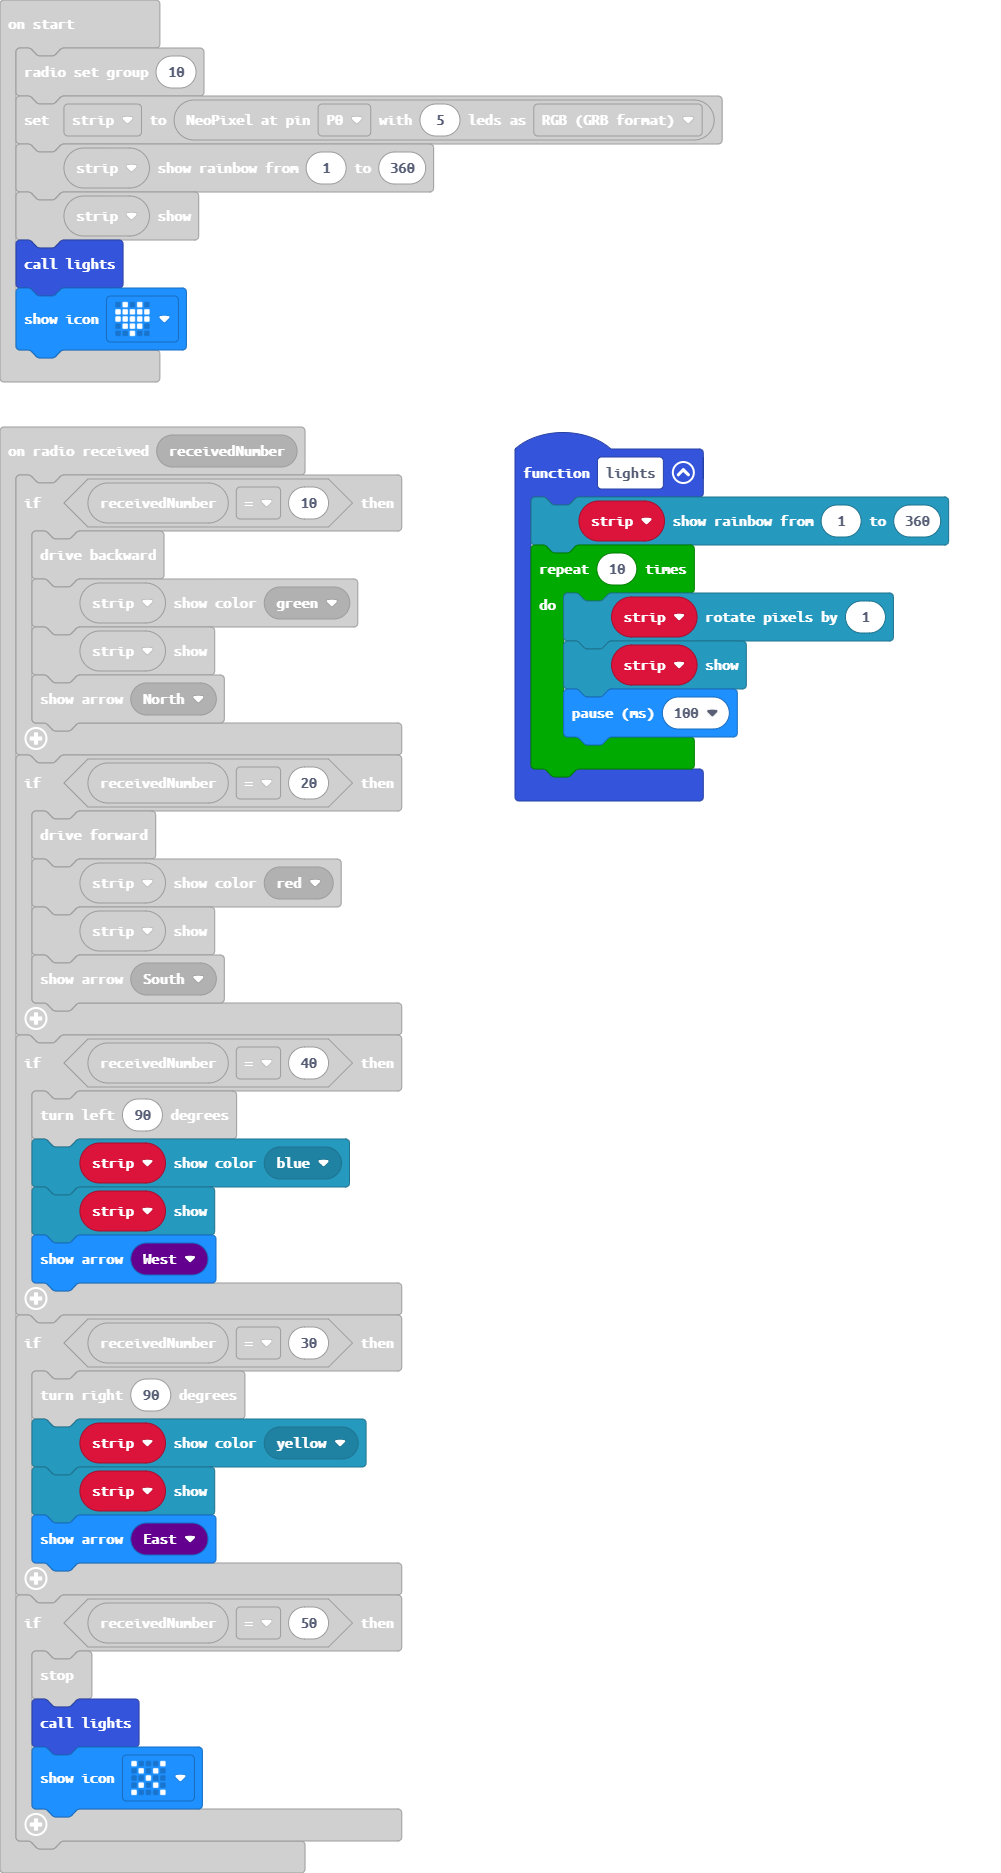 on start
radio set group 10
set strip to NeoPixel at pin P0 with 5 leds as RGB (GRB format)
strip show rainbow from 1 to 360
strip show
call lights
show icon
on radio received receivedNumber
if receivedNumber = 10 then
drive backward
strip show color green
strip show
show arrow North
if receivedNumber = 20 then
drive forward
strip show color red
strip show
show arrow South
if receivedNumber = 40 then
turn left 90 degrees
strip show color blue
strip show
show arrow West
if receivedNumber = 30 then
turn right 90 degrees
strip show color yellow
strip show
show arrow East
if receivedNumber = 50 then
stop
call lights
show icon
function lights
strip show rainbow from 1 to 360
repeat 10 times
do
strip rotate pixels by 1
strip show
pause (ms) 100